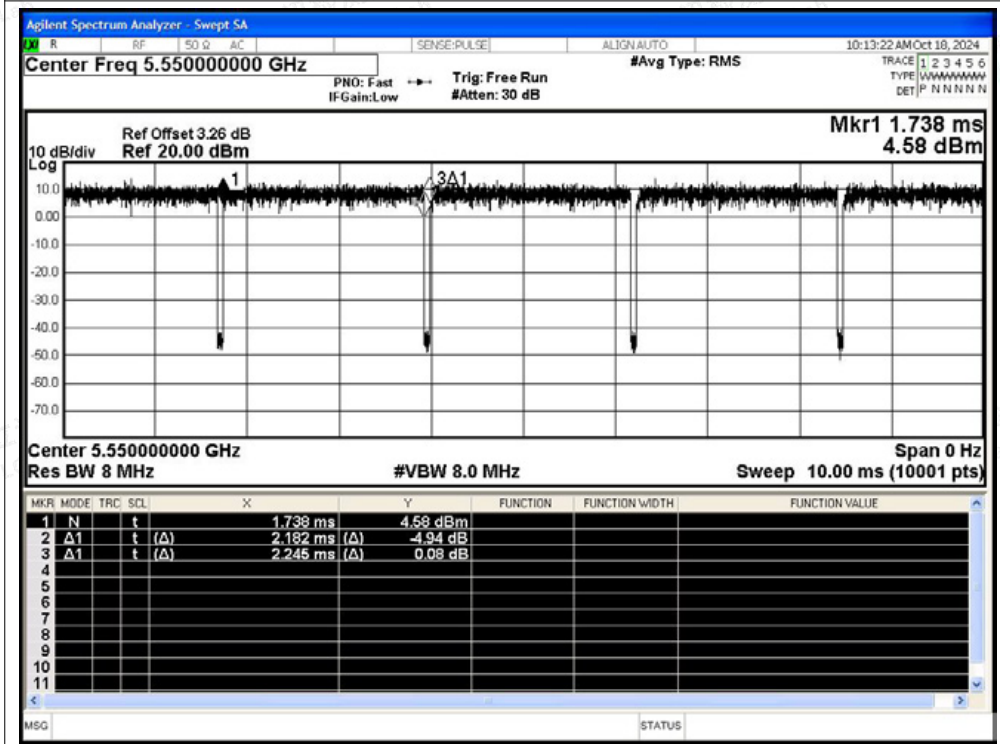 Agilent Spectrum Analyzer - Swept SA
R RF 50 Ω AC SENSE:PULSE ALIGN AUTO 10:13:22 AM Oct 18, 2024
Center Freq 5.550000000 GHz #Avg Type: RMS TRACE 1 2 3 4 5 6
PNO: Fast Trig: Free Run TYPE WWWWWW
IFGain:Low #Atten: 30 dB DET P N N N N N
Mkr1 1.738 ms
Ref Offset 3.26 dB
10 dB/div Ref 20.00 dBm 4.58 dBm
Log
1 3Δ1
10.0
0.00
-10.0
-20.0
-30.0
-40.0
-50.0
-60.0
-70.0
Center 5.550000000 GHz Span 0 Hz
Res BW 8 MHz #VBW 8.0 MHz Sweep 10.00 ms (10001 pts)
MKR MODE TRC SCL X Y FUNCTION FUNCTION WIDTH FUNCTION VALUE
1 N t 1.738 ms 4.58 dBm
2 Δ1 t (Δ) 2.182 ms (Δ) -4.94 dB
3 Δ1 t (Δ) 2.245 ms (Δ) 0.08 dB
4
5
6
7
8
9
10
11
MSG STATUS